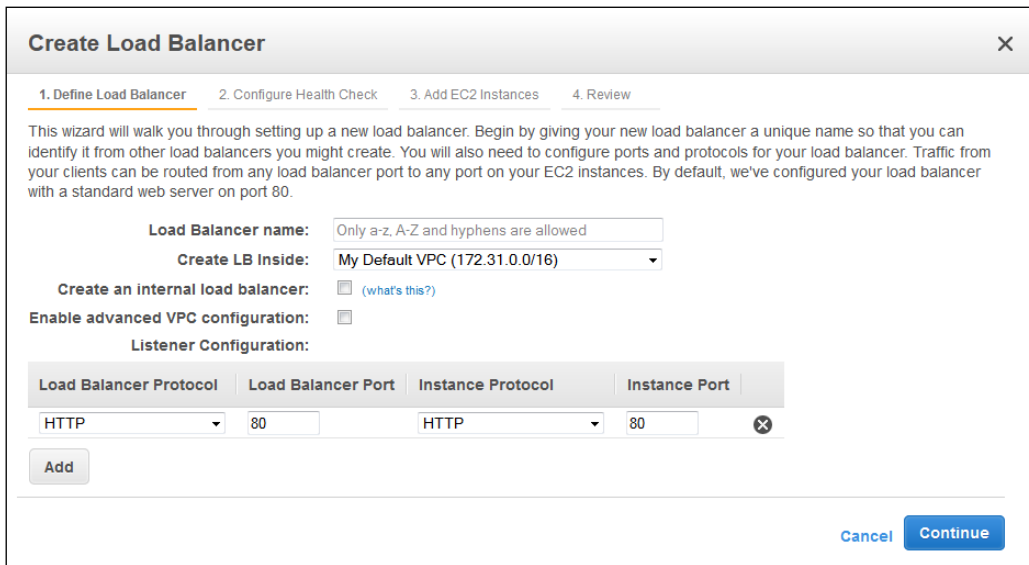 Create Load Balancer
1. Define Load Balancer 2. Configure Health Check 3. Add EC2 Instances 4. Review
This wizard will walk you through setting up a new load balancer. Begin by giving your new load balancer a unique name so that you can
identify it from other load balancers you might create. You will also need to configure ports and protocols for your load balancer. Traffic from
your clients can be routed from any load balancer port to any port on your EC2 instances. By default, we've configured your load balancer
with a standard web server on port 80.
Load Balancer name: Only a-z, A-Z and hyphens are allowed
Create LB Inside: My Default VPC (172.31.0.0/16)
Create an internal load balancer: (what's this?)
Enable advanced VPC configuration:
Listener Configuration:
Load Balancer Protocol Load Balancer Port Instance Protocol Instance Port
HTTP 80 HTTP 80
Add
Cancel Continue